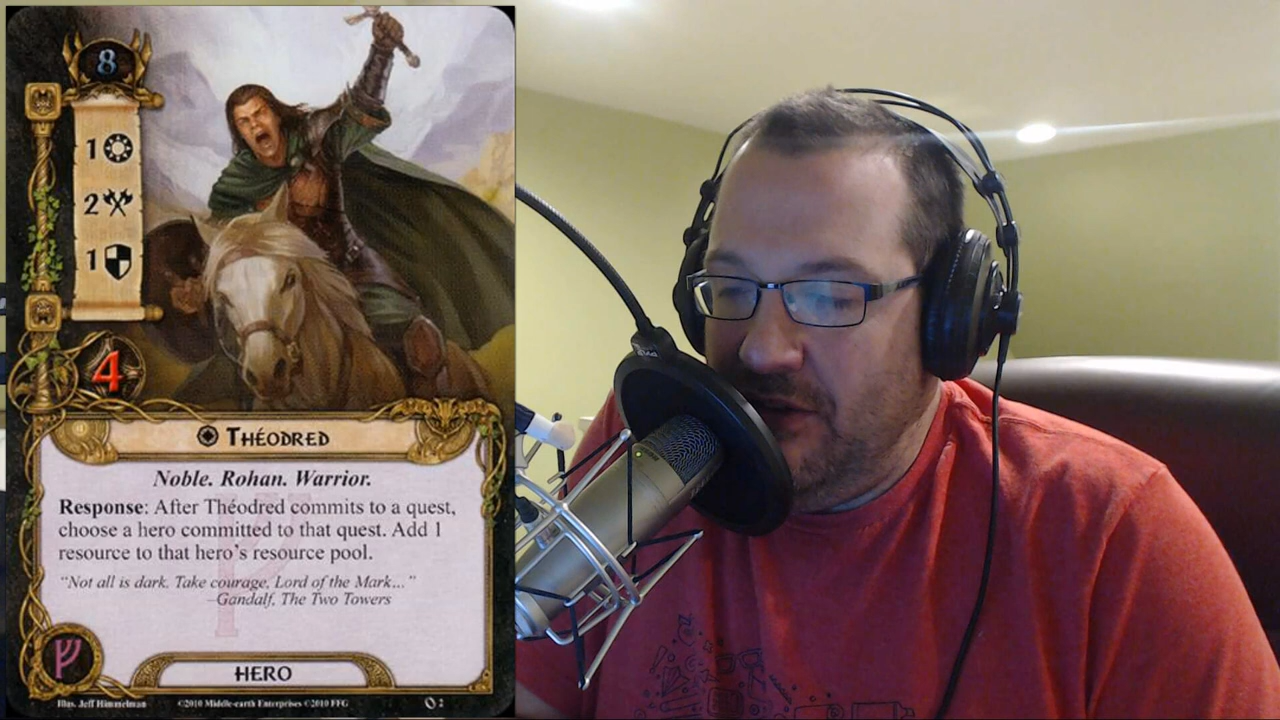 8
1
2
1
4
THÉODRED
Noble. Rohan. Warrior.
Response: After Théodred commits to a quest,
choose a hero committed to that quest. Add 1
resource to that hero's resource pool.
"Not all is dark. Take courage, Lord of the Mark..."
–Gandalf, The Two Towers
HERO
Illus. Jeff Himmelman ©2010 Middle-earth Enterprises ©2010 FFG 2